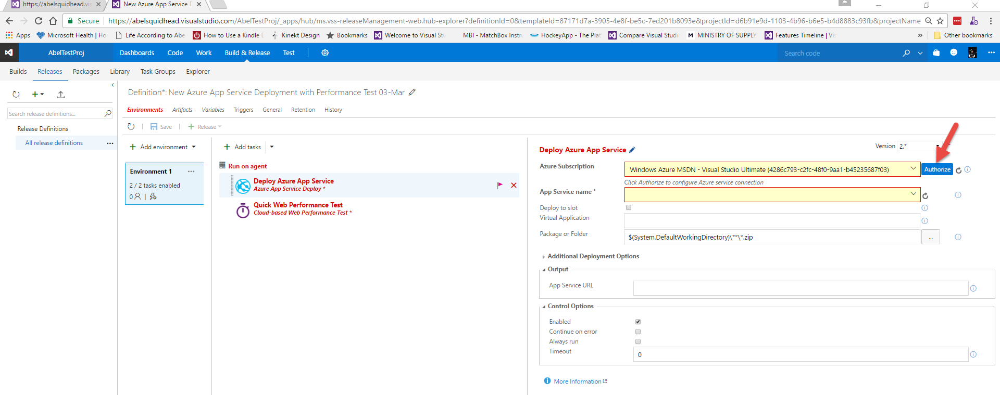 https://abelsquidhead.vis
New Azure App Service D
Secure
https://abelsquidhead.visualstudio.com/AbelTestProj/_apps/hub/ms.vss-releaseManagement-web.hub-explorer?definitionId=0&templateId=87171d7a-3905-4e8f-be5c-7ed201b8093e&projectId=d6b91e9d-1103-4b96-b6e5-b4d8883c93fb&projectName
Apps
Microsoft Health | Ho
Life According to Abe
How to Use a Kindle D
Kinekt Design
Bookmarks
Welcome to Visual Stu
MBI - MatchBox Instru
HockeyApp - The Plat
Compare Visual Studio
M MINISTRY OF SUPPLY
Features Timeline | Vis
»
Other bookmarks
AbelTestProj
Dashboards
Code
Work
Build & Release
Test
Search code
Builds
Releases
Packages
Library
Task Groups
Explorer
Definition*: New Azure App Service Deployment with Performance Test 03-Mar
Environments
Artifacts
Variables
Triggers
General
Retention
History
Search release definitions...
Release Definitions
All release definitions
Save
Release
Add environment
Environment 1
2 / 2 tasks enabled
0
Add tasks
Run on agent
Deploy Azure App Service
Azure App Service Deploy *
Quick Web Performance Test
Cloud-based Web Performance Test *
Deploy Azure App Service
Version 2.*
Azure Subscription
Windows Azure MSDN - Visual Studio Ultimate (4286c793-c2fc-48f0-9aa1-b45235687f03)
Authorize
Click Authorize to configure Azure service connection
App Service name *
Deploy to slot
Virtual Application
Package or Folder
$(System.DefaultWorkingDirectory)\**\*.zip
...
Additional Deployment Options
Output
App Service URL
Control Options
Enabled
Continue on error
Always run
Timeout
0
More Information